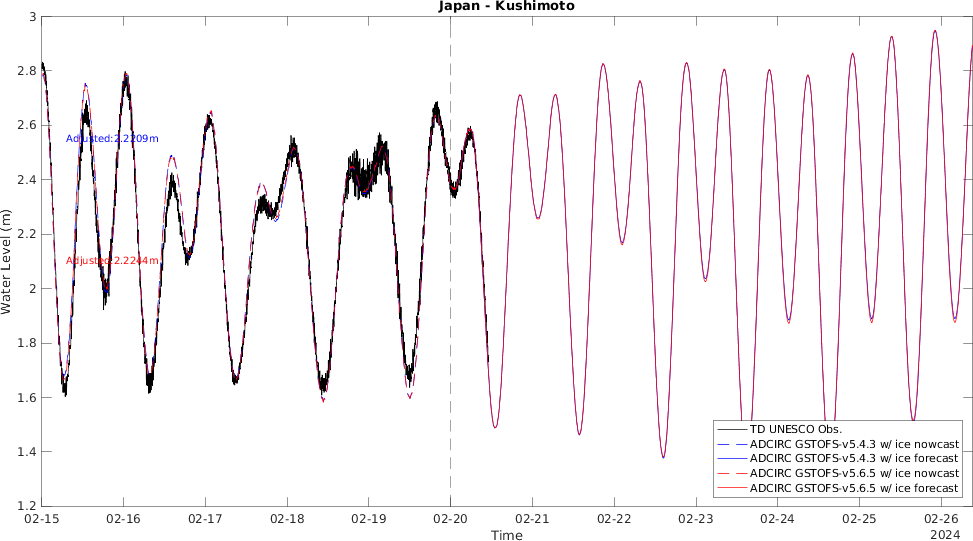 Japan - Kushimoto
3
2.8
2.6
2.4
2.2
2
1.8
1.6
1.4
1.2
Water Level (m)
Adjusted:2.2209m
Adjusted:2.2244m
TD UNESCO Obs.
ADCIRC GSTOFS-v5.4.3 w/ ice nowcast
ADCIRC GSTOFS-v5.4.3 w/ ice forecast
ADCIRC GSTOFS-v5.6.5 w/ ice nowcast
ADCIRC GSTOFS-v5.6.5 w/ ice forecast
02-15 02-16 02-17 02-18 02-19 02-20 02-21 02-22 02-23 02-24 02-25 02-26
Time
2024